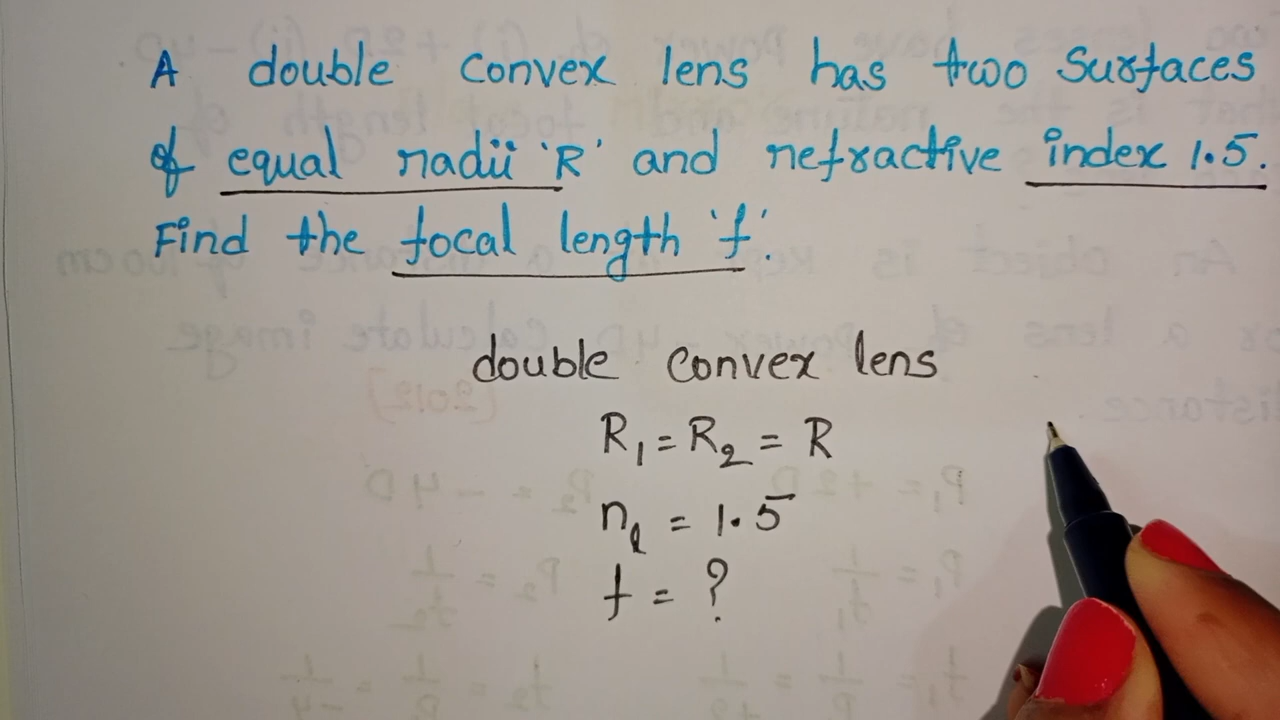 A double convex lens has two Surfaces
of equal radii 'R' and refractive index 1.5.
Find the focal length 'f'.
double convex lens
R₁ = R₂ = R
nₗ = 1.5
f = ?